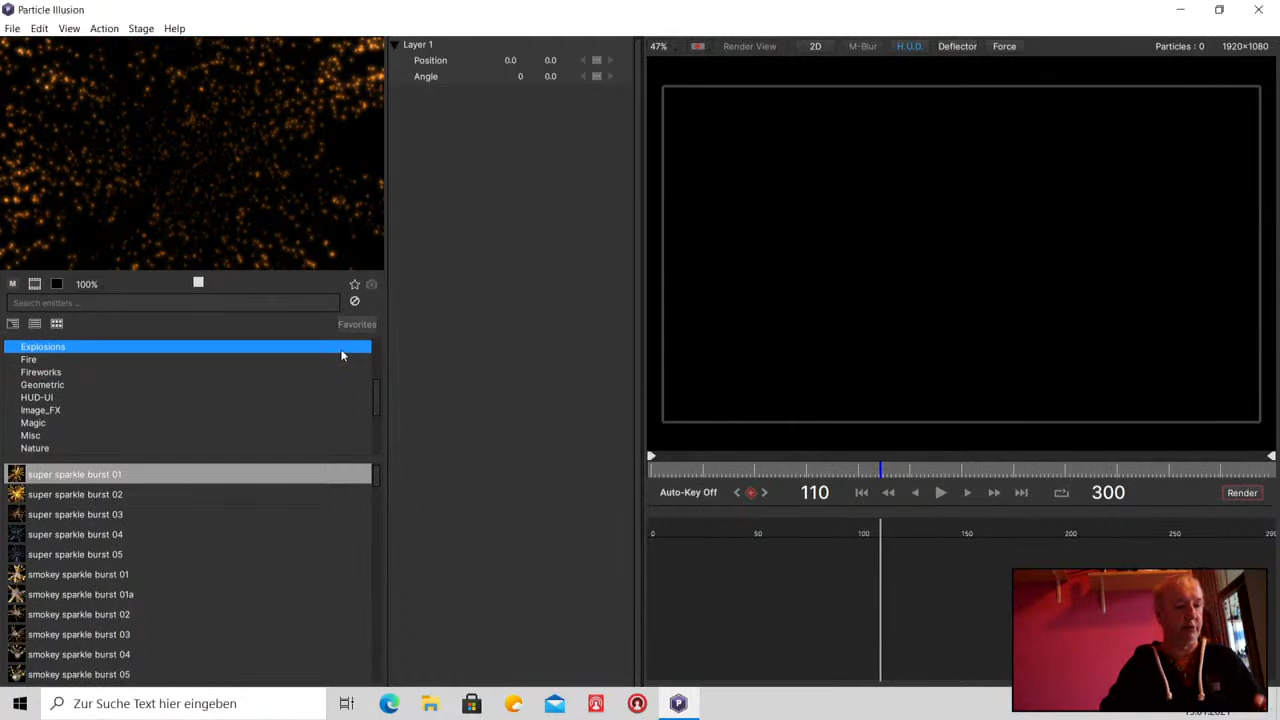 Particle Illusion
File Edit View Action Stage Help
Layer 1
Position 0.0 0.0
Angle 0 0.0
47% Render View 2D M-Blur H.U.D. Deflector Force Particles : 0 1920×1080
M 100%
Search emitters ...
Favorites
Explosions
Fire
Fireworks
Geometric
HUD-UI
Image_FX
Magic
Misc
Nature
super sparkle burst 01
super sparkle burst 02
super sparkle burst 03
super sparkle burst 04
super sparkle burst 05
smokey sparkle burst 01
smokey sparkle burst 01a
smokey sparkle burst 02
smokey sparkle burst 03
smokey sparkle burst 04
smokey sparkle burst 05
Auto-Key Off 110 300 Render
0 50 100 150 200 250 290
Zur Suche Text hier eingeben